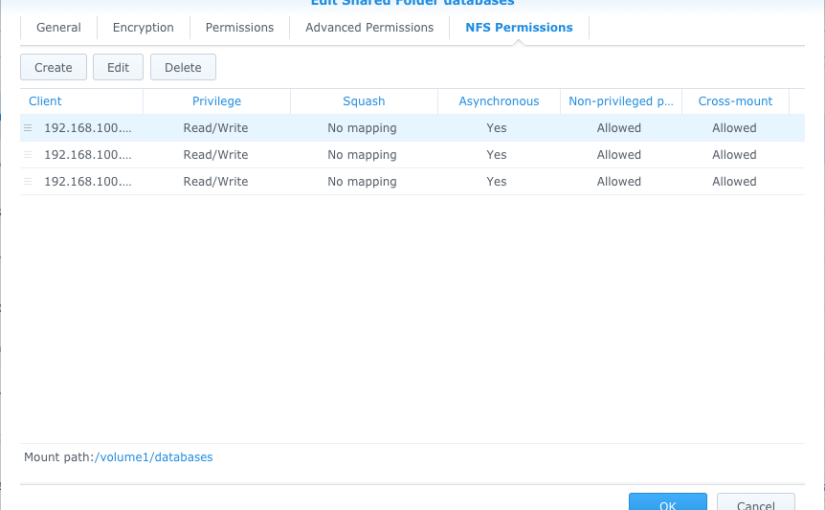 Edit Shared Folder databases
General Encryption Permissions Advanced Permissions NFS Permissions
Create Edit Delete
Client Privilege Squash Asynchronous Non-privileged p... Cross-mount
192.168.100.... Read/Write No mapping Yes Allowed Allowed
192.168.100.... Read/Write No mapping Yes Allowed Allowed
192.168.100.... Read/Write No mapping Yes Allowed Allowed
Mount path:/volume1/databases
OK Cancel